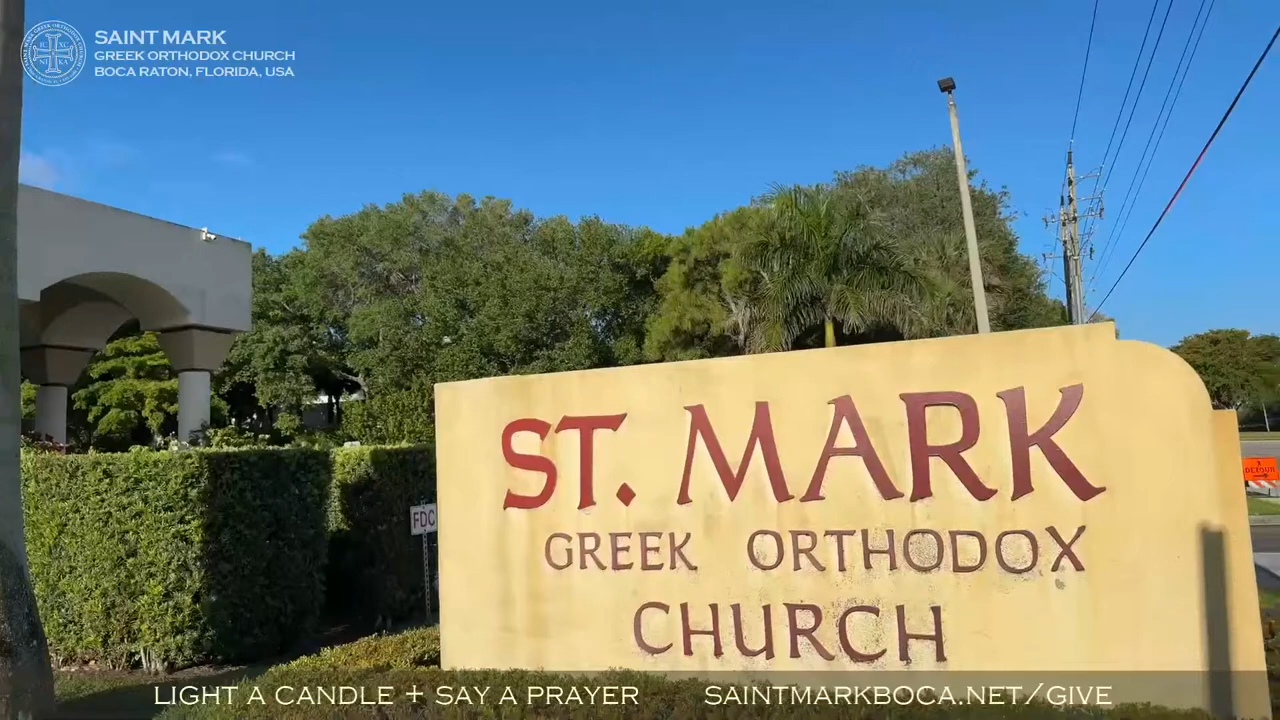 SAINT MARK
GREEK ORTHODOX CHURCH
BOCA RATON, FLORIDA, USA
ST. MARK
GREEK ORTHODOX
CHURCH
FDC
DETOUR
LIGHT A CANDLE + SAY A PRAYER SAINTMARKBOCA.NET/GIVE